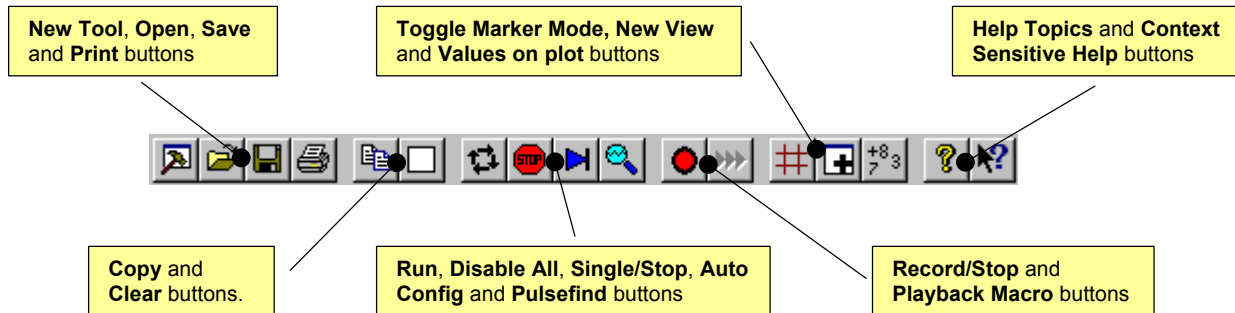 New Tool, Open, Save
and Print buttons
Toggle Marker Mode, New View
and Values on plot buttons
Help Topics and Context
Sensitive Help buttons
STOP
+8
7 3
?
?
Copy and
Clear buttons.
Run, Disable All, Single/Stop, Auto
Config and Pulsefind buttons
Record/Stop and
Playback Macro buttons